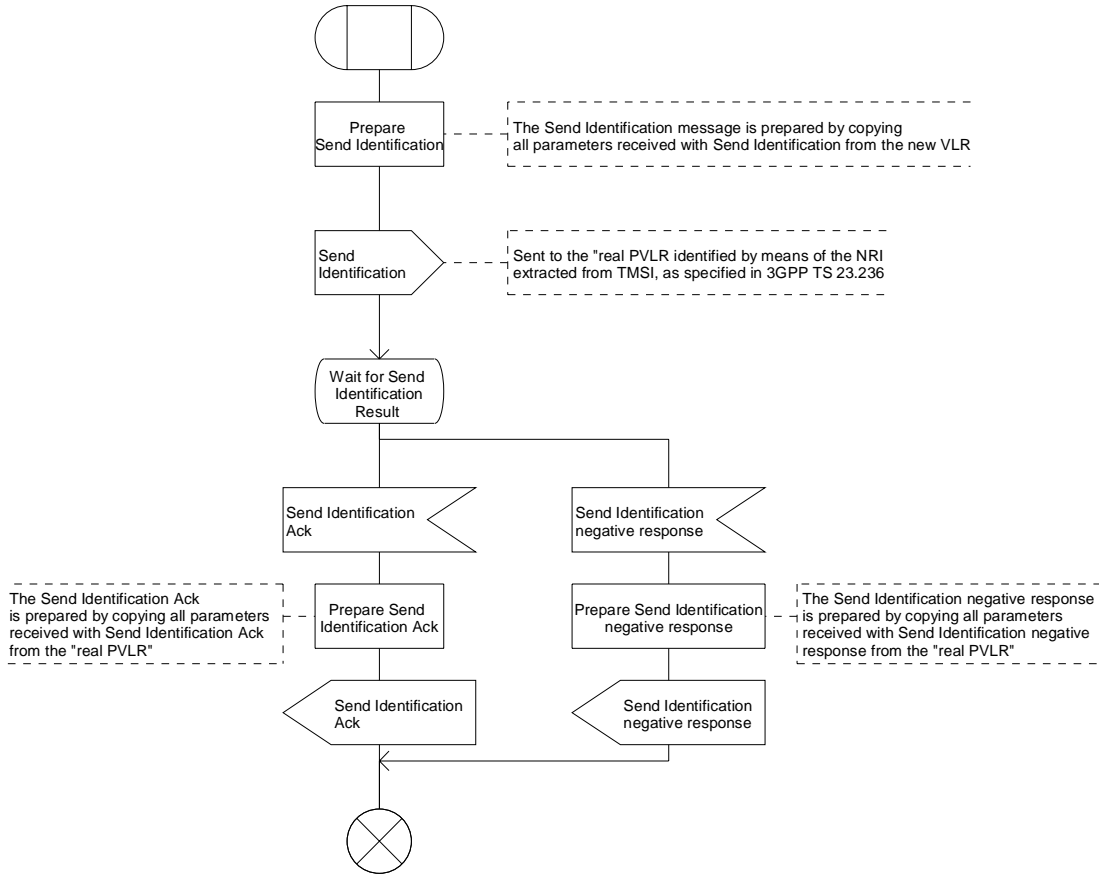 Prepare
Send Identification
The Send Identification message is prepared by copying
all parameters received with Send Identification from the new VLR
Send
Identification
Sent to the "real PVLR identified by means of the NRI
extracted from TMSI, as specified in 3GPP TS 23.236
Wait for Send
Identification
Result
Send Identification
Ack
Send Identification
negative response
The Send Identification Ack
is prepared by copying all parameters
received with Send Identification Ack
from the "real PVLR"
Prepare Send
Identification Ack
Prepare Send Identification
negative response
The Send Identification negative response
is prepared by copying all parameters
received with Send Identification negative
response from the "real PVLR"
Send Identification
Ack
Send Identification
negative response